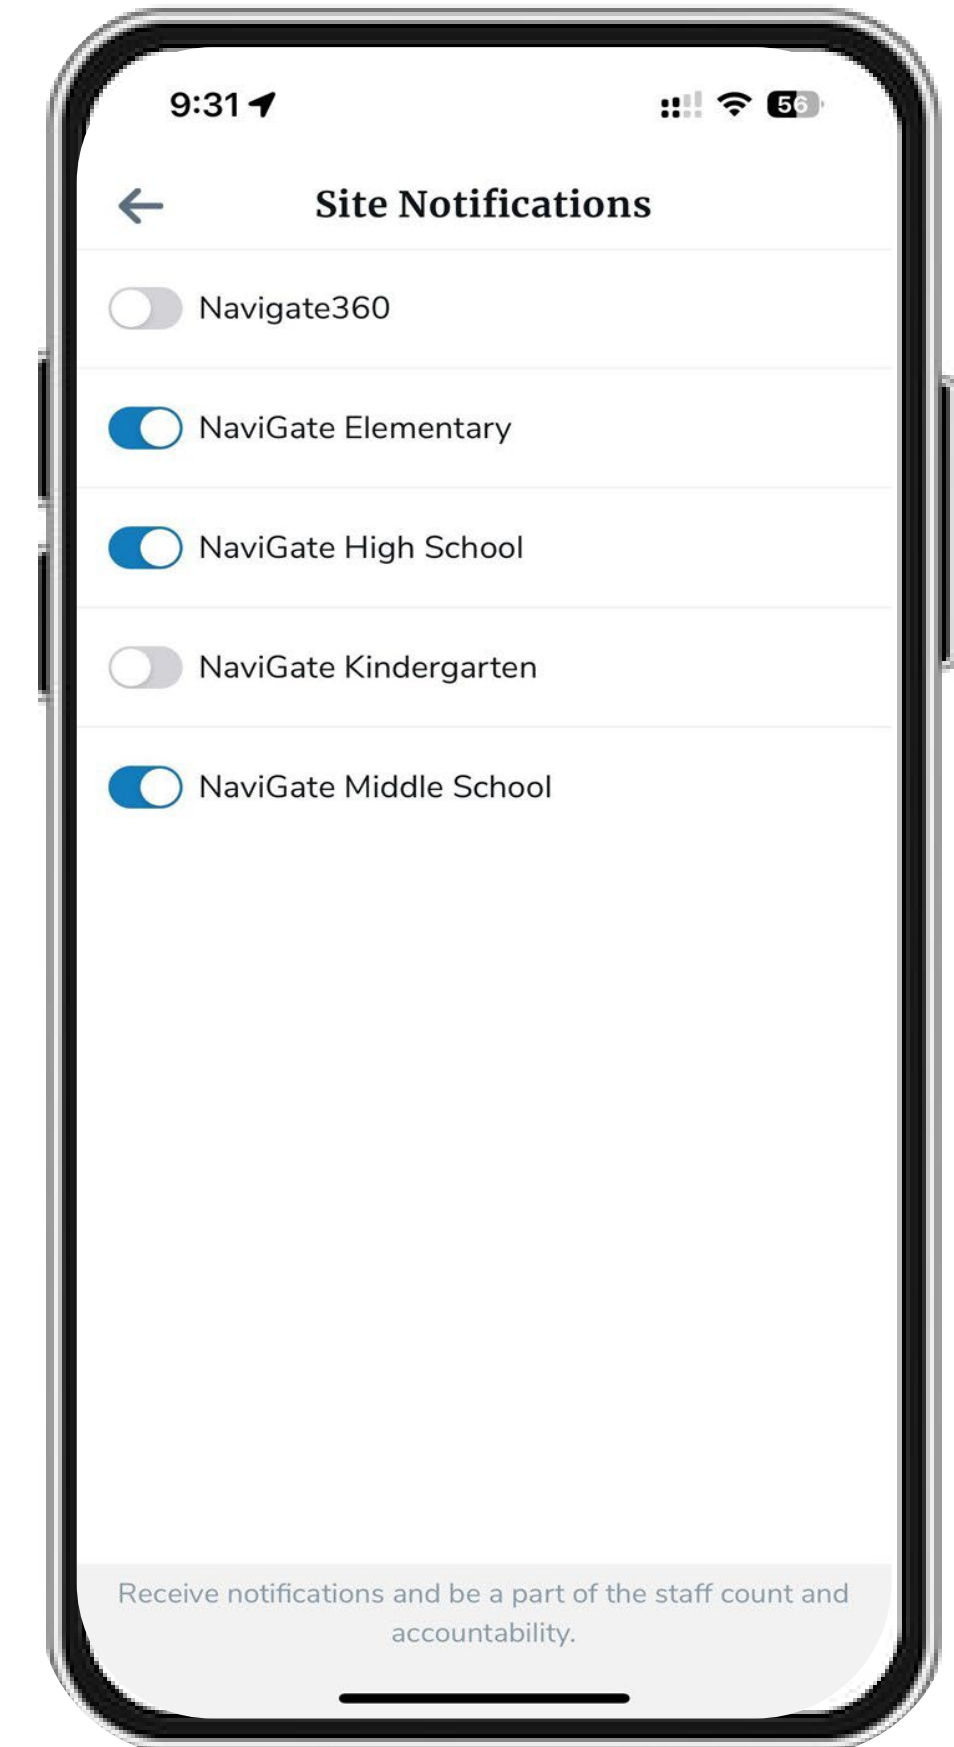 9:31
56
Site Notifications
Navigate360
NaviGate Elementary
NaviGate High School
NaviGate Kindergarten
NaviGate Middle School
Receive notifications and be a part of the staff count and
accountability.